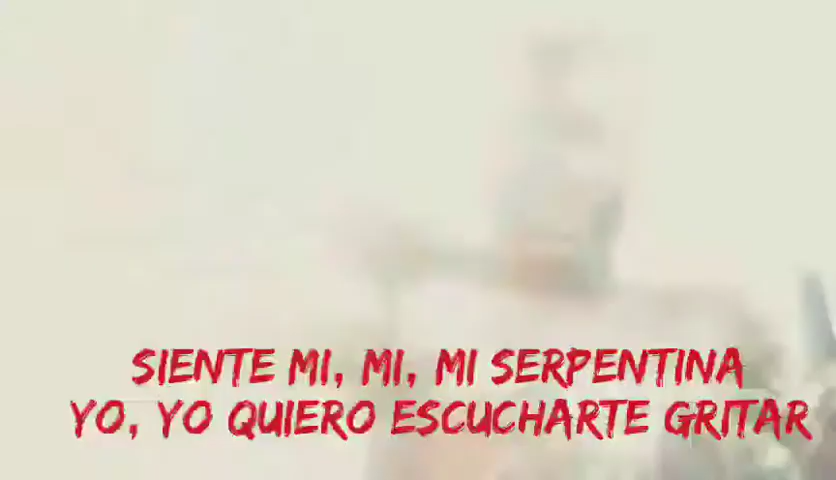 SIENTE MI, MI, MI SERPENTINA
YO, YO QUIERO ESCUCHARTE GRITAR